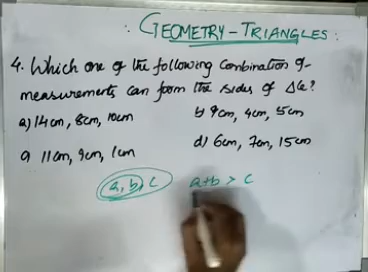 : GEOMETRY-TRIANGLES :
4. Which one of the following combination of
measurements can form the sides of Δle?
a) 14cm, 8cm, 10cm b) 9cm, 4cm, 5cm
c) 11cm, 9cm, 1cm d) 6cm, 7cm, 15cm
a, b, c a+b > c